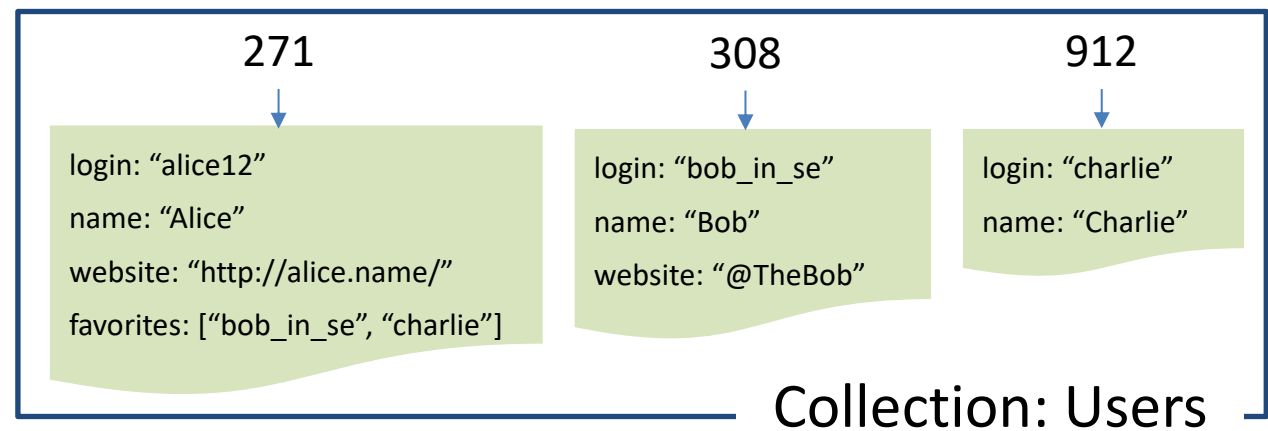 271
login: “alice12”
name: “Alice”
website: “http://alice.name/”
favorites: [“bob_in_se”, “charlie”]
308
login: “bob_in_se”
name: “Bob”
website: “@TheBob”
912
login: “charlie”
name: “Charlie”
Collection: Users